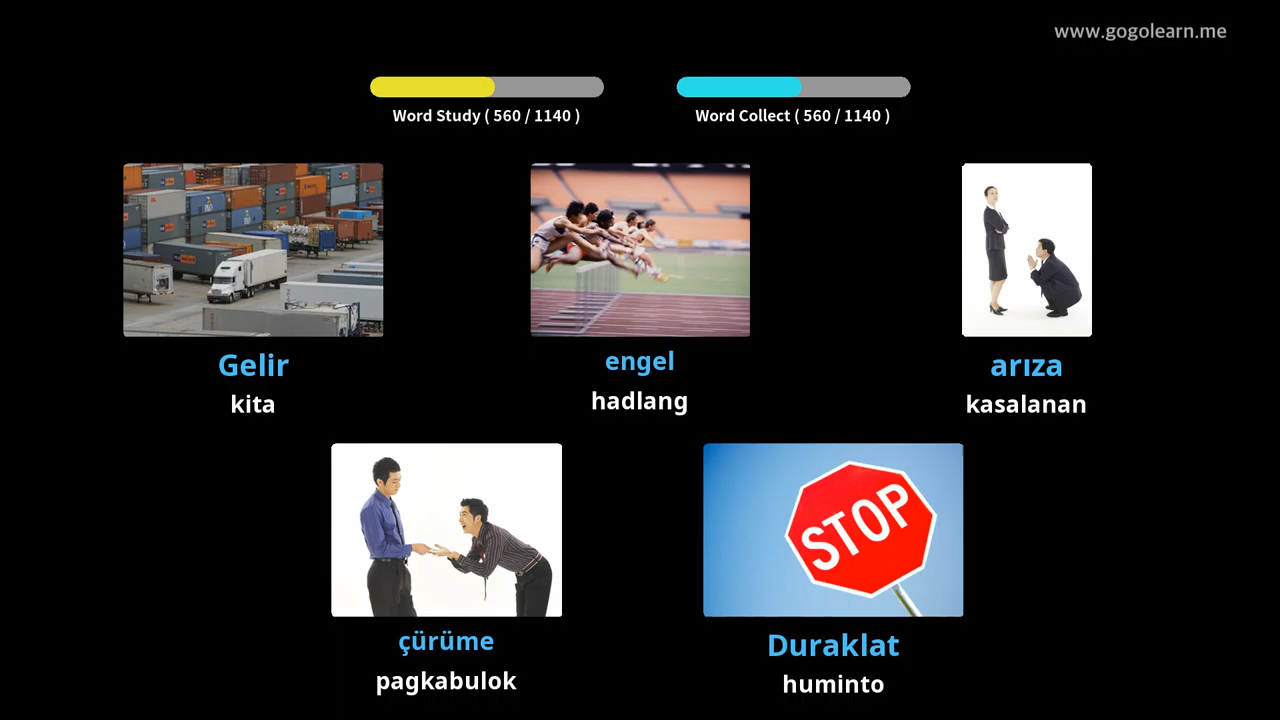 www.gogolearn.me
Word Study ( 560 / 1140 )
Word Collect ( 560 / 1140 )
Gelir
kita
engel
hadlang
arıza
kasalanan
çürüme
pagkabulok
STOP
Duraklat
huminto